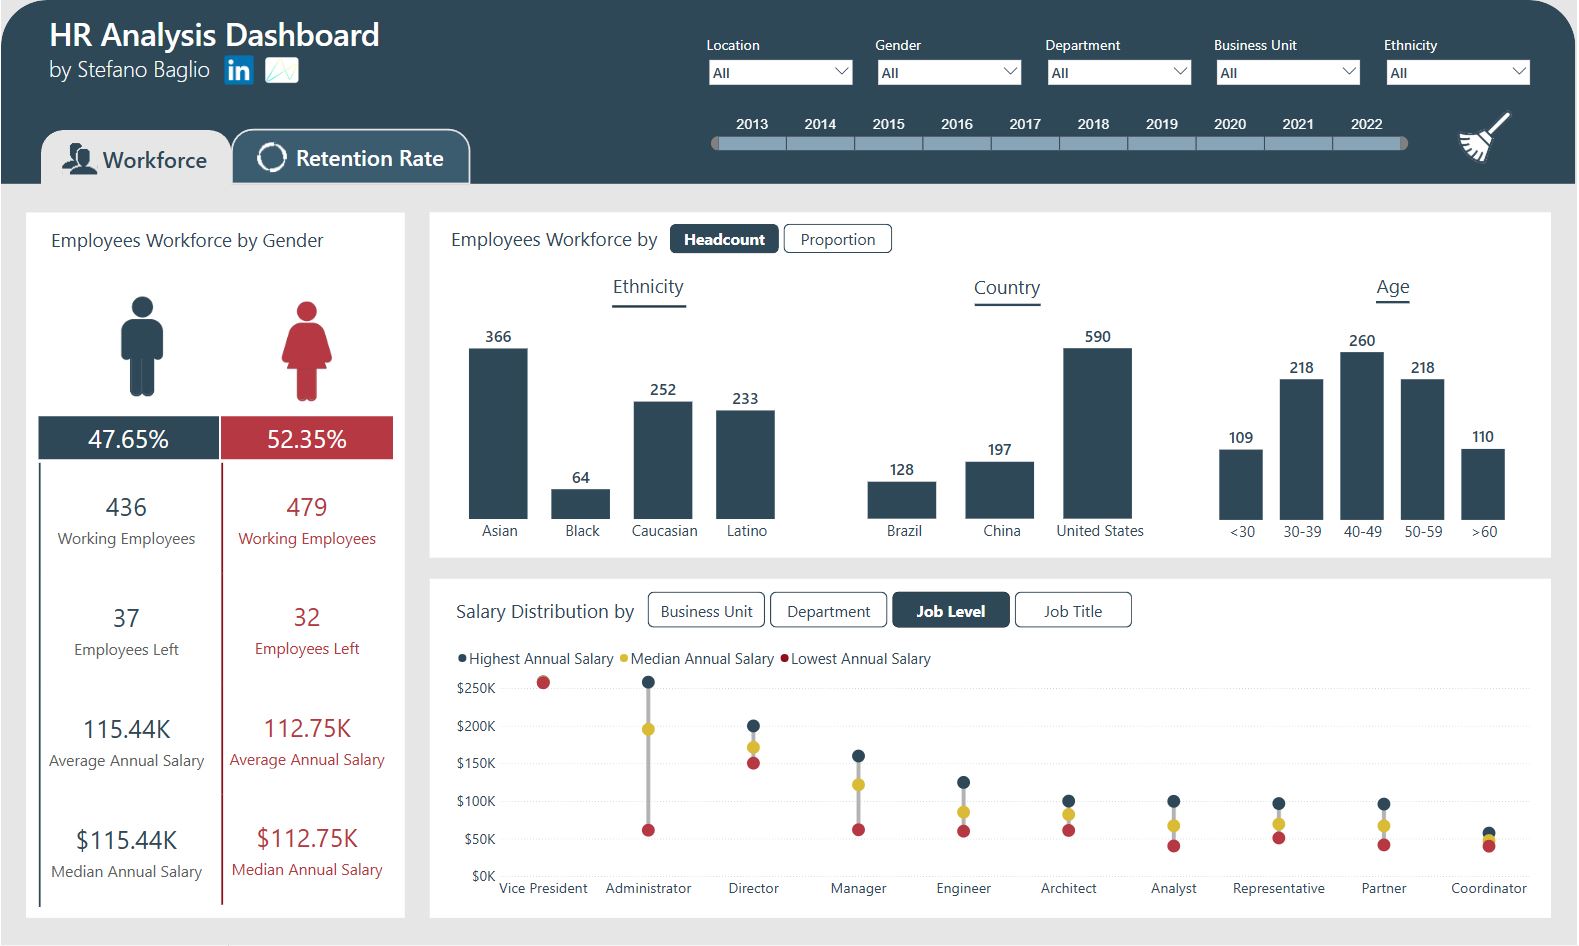 HR Analysis Dashboard
by Stefano Baglio in
Location Gender Department Business Unit Ethnicity
All All All All All
2013 2014 2015 2016 2017 2018 2019 2020 2021 2022
Workforce Retention Rate
Employees Workforce by Gender
47.65% 52.35%
436 479
Working Employees Working Employees
37 32
Employees Left Employees Left
115.44K 112.75K
Average Annual Salary Average Annual Salary
$115.44K $112.75K
Median Annual Salary Median Annual Salary
Employees Workforce by Headcount Proportion
Ethnicity
366
64
252
233
Asian Black Caucasian Latino
Country
128
197
590
Brazil China United States
Age
109
218
260
218
110
<30 30-39 40-49 50-59 >60
Salary Distribution by Business Unit Department Job Level Job Title
Highest Annual Salary Median Annual Salary Lowest Annual Salary
$250K
$200K
$150K
$100K
$50K
$0K
Vice President Administrator Director Manager Engineer Architect Analyst Representative Partner Coordinator